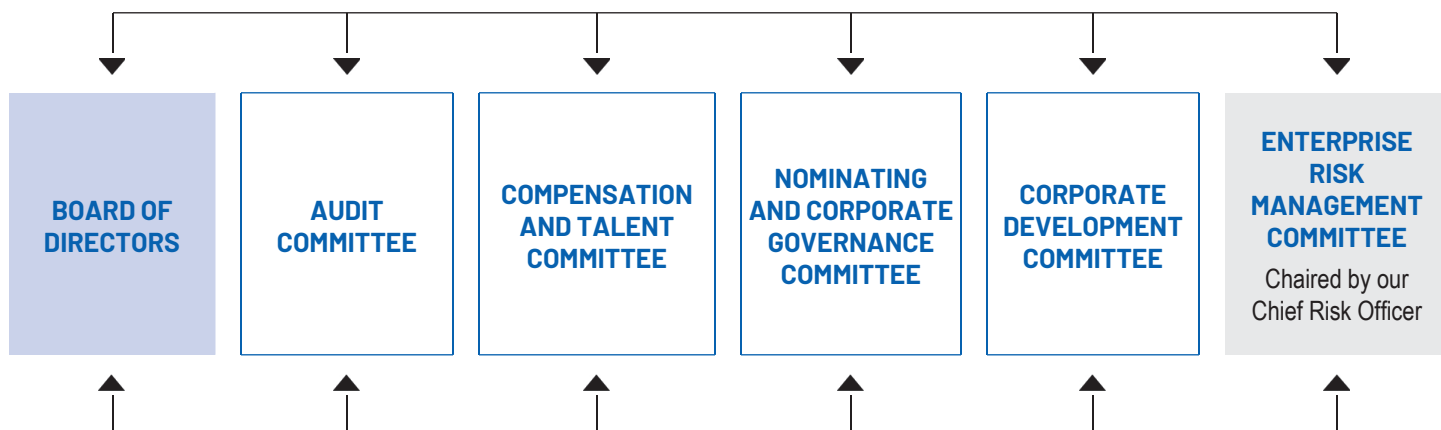 BOARD OF
DIRECTORS
AUDIT
COMMITTEE
COMPENSATION
AND TALENT
COMMITTEE
NOMINATING
AND CORPORATE
GOVERNANCE
COMMITTEE
CORPORATE
DEVELOPMENT
COMMITTEE
ENTERPRISE
RISK
MANAGEMENT
COMMITTEE
Chaired by our
Chief Risk Officer